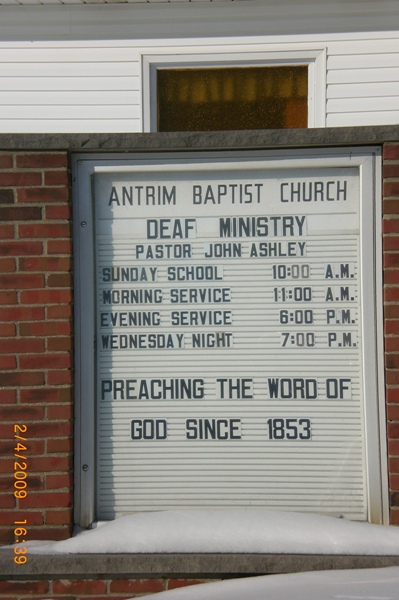 ANTRIM BAPTIST CHURCH
DEAF MINISTRY
PASTOR JOHN ASHLEY
SUNDAY SCHOOL 10:00 A.M.
MORNING SERVICE 11:00 A.M.
EVENING SERVICE 6:00 P.M.
WEDNESDAY NIGHT 7:00 P.M.
PREACHING THE WORD OF
GOD SINCE 1853
2/4/2009 16:39